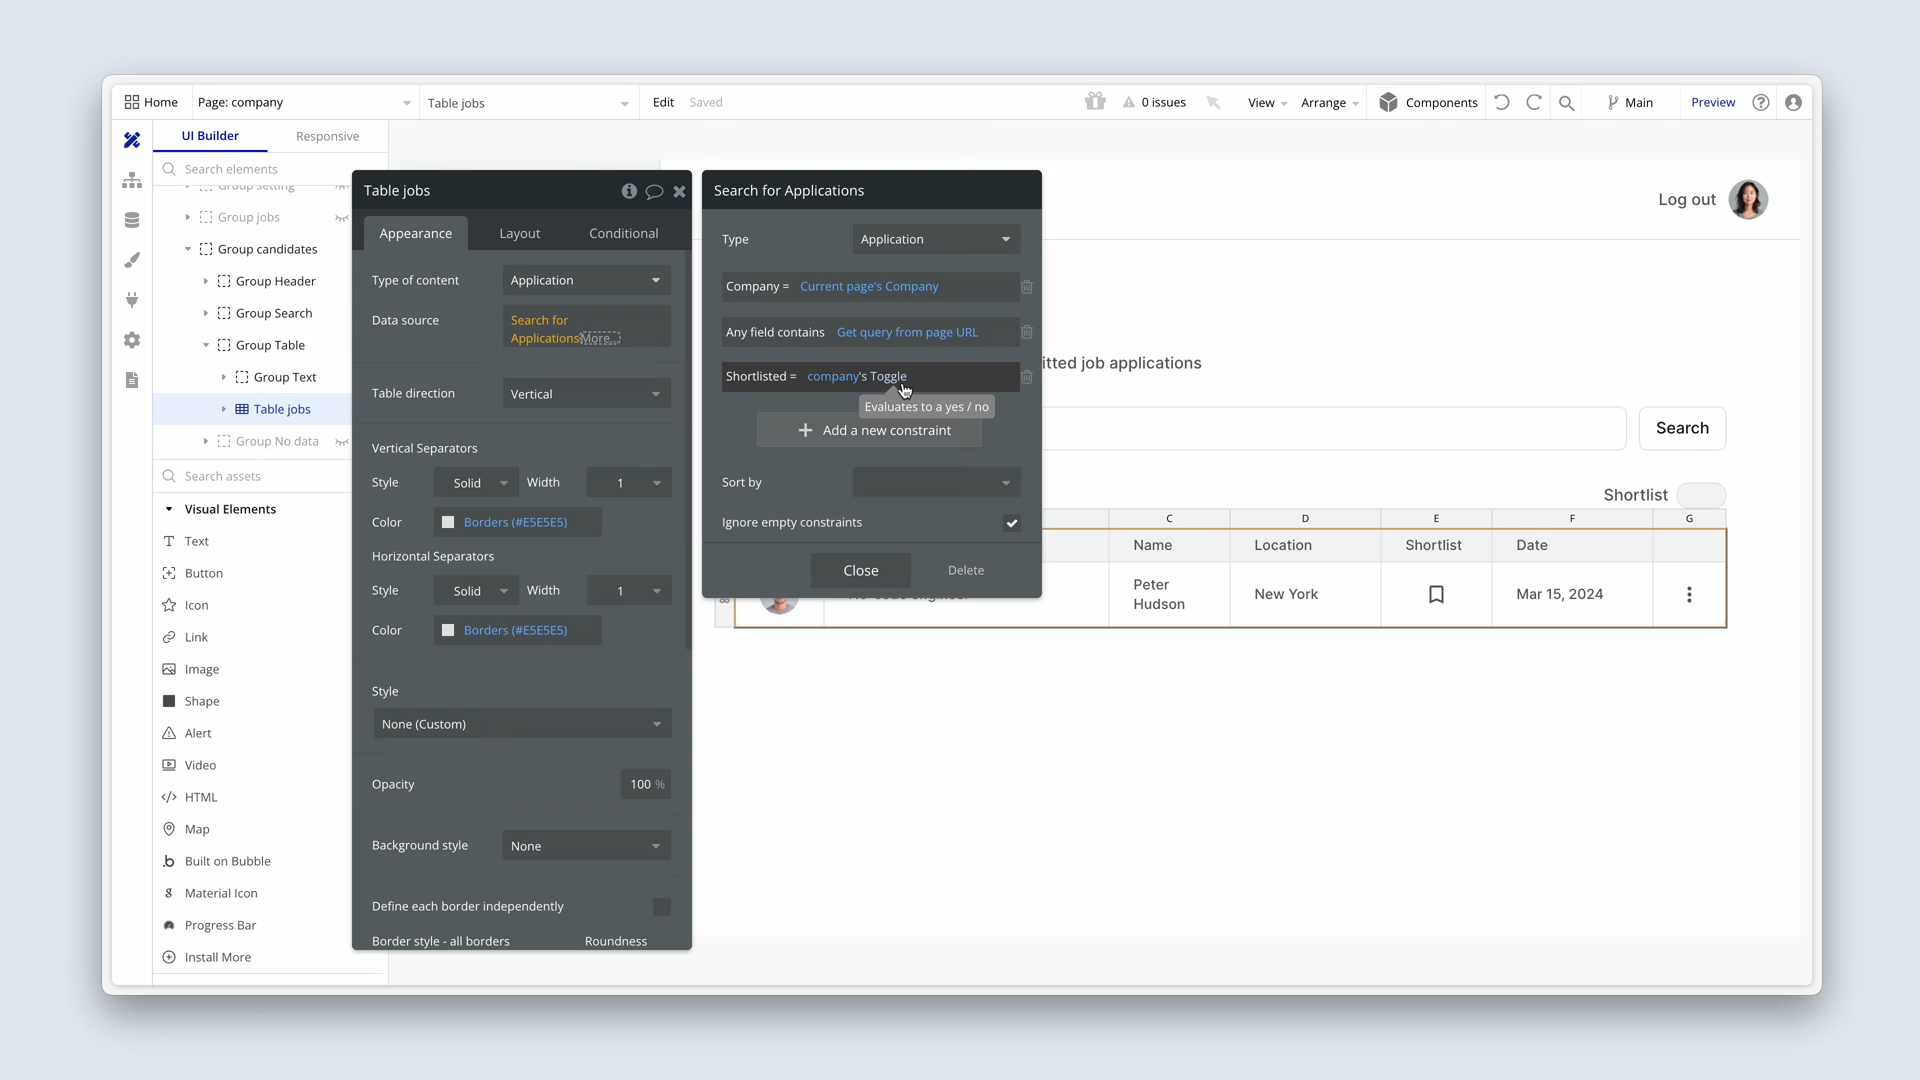 Home
Page: company
Table jobs
Edit
Saved
0 issues
View
Arrange
Components
Main
Preview
UI Builder
Responsive
Search elements
Group setting
Group jobs
Group candidates
Group Header
Group Search
Group Table
Group Text
Table jobs
Group No data
Search assets
Visual Elements
Text
Button
Icon
Link
Image
Shape
Alert
Video
HTML
Map
Built on Bubble
Material Icon
Progress Bar
Install More
Table jobs
Appearance
Layout
Conditional
Type of content
Application
Data source
Search for
Applications More...
Table direction
Vertical
Vertical Separators
Style
Solid
Width
1
Color
Borders (#E5E5E5)
Horizontal Separators
Style
Solid
Width
1
Color
Borders (#E5E5E5)
Style
None (Custom)
Opacity
100 %
Background style
None
Define each border independently
Border style - all borders
Roundness
Search for Applications
Type
Application
Company = Current page's Company
Any field contains Get query from page URL
Shortlisted = company's Toggle
Evaluates to a yes / no
Add a new constraint
Sort by
Ignore empty constraints
Close
Delete
Log out
itted job applications
Search
Shortlist
C
D
E
F
G
Name
Location
Shortlist
Date
Peter
Hudson
New York
Mar 15, 2024